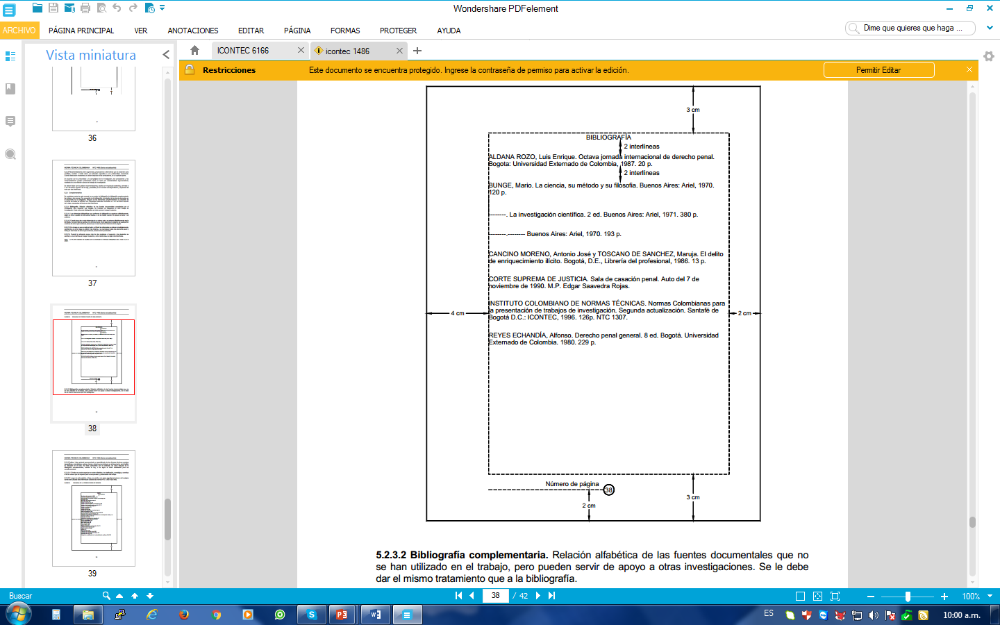 Wondershare PDFelement
ARCHIVO PÁGINA PRINCIPAL VER ANOTACIONES EDITAR PÁGINA FORMAS PROTEGER AYUDA
Dime que quieres que haga ...
Vista miniatura
ICONTEC 6166
icontec 1486
Restricciones
Este documento se encuentra protegido. Ingrese la contraseña de permiso para activar la edición.
Permitir Editar
36
37
38
39
3 cm
BIBLIOGRAFÍA
2 interlíneas
ALDANA ROZO, Luis Enrique. Octava jornada internacional de derecho penal.
Bogota: Universidad Externado de Colombia, 1987. 20 p.
2 interlíneas
BUNGE, Mario. La ciencia, su método y su filosofia. Buenos Aires: Ariel, 1970.
120 p.
--------. La investigación científica. 2 ed. Buenos Aires: Ariel, 1971. 380 p.
--------.-------- Buenos Aires: Ariel, 1970. 193 p.
CANCINO MORENO, Antonio José y TOSCANO DE SANCHEZ, Maruja. El delito
de enriquecimiento ilícito. Bogotá, D.E., Librería del profesional, 1986. 13 p.
CORTE SUPREMA DE JUSTICIA. Sala de casación penal. Auto del 7 de
noviembre de 1990. M.P. Edgar Saavedra Rojas.
INSTITUTO COLOMBIANO DE NORMAS TÉCNICAS. Normas Colombianas para
la presentación de trabajos de investigación. Segunda actualización. Santafé de
Bogotá D.C.: ICONTEC, 1996. 126p. NTC 1307.
4 cm
2 cm
REYES ECHANDÍA, Alfonso. Derecho penal general. 8 ed. Bogotá. Universidad
Externado de Colombia. 1980. 229 p.
Número de página
38
2 cm
3 cm
5.2.3.2 Bibliografía complementaria. Relación alfabética de las fuentes documentales que no
se han utilizado en el trabajo, pero pueden servir de apoyo a otras investigaciones. Se le debe
dar el mismo tratamiento que a la bibliografía.
Buscar
38 / 42
100%
ES
10:00 a.m.